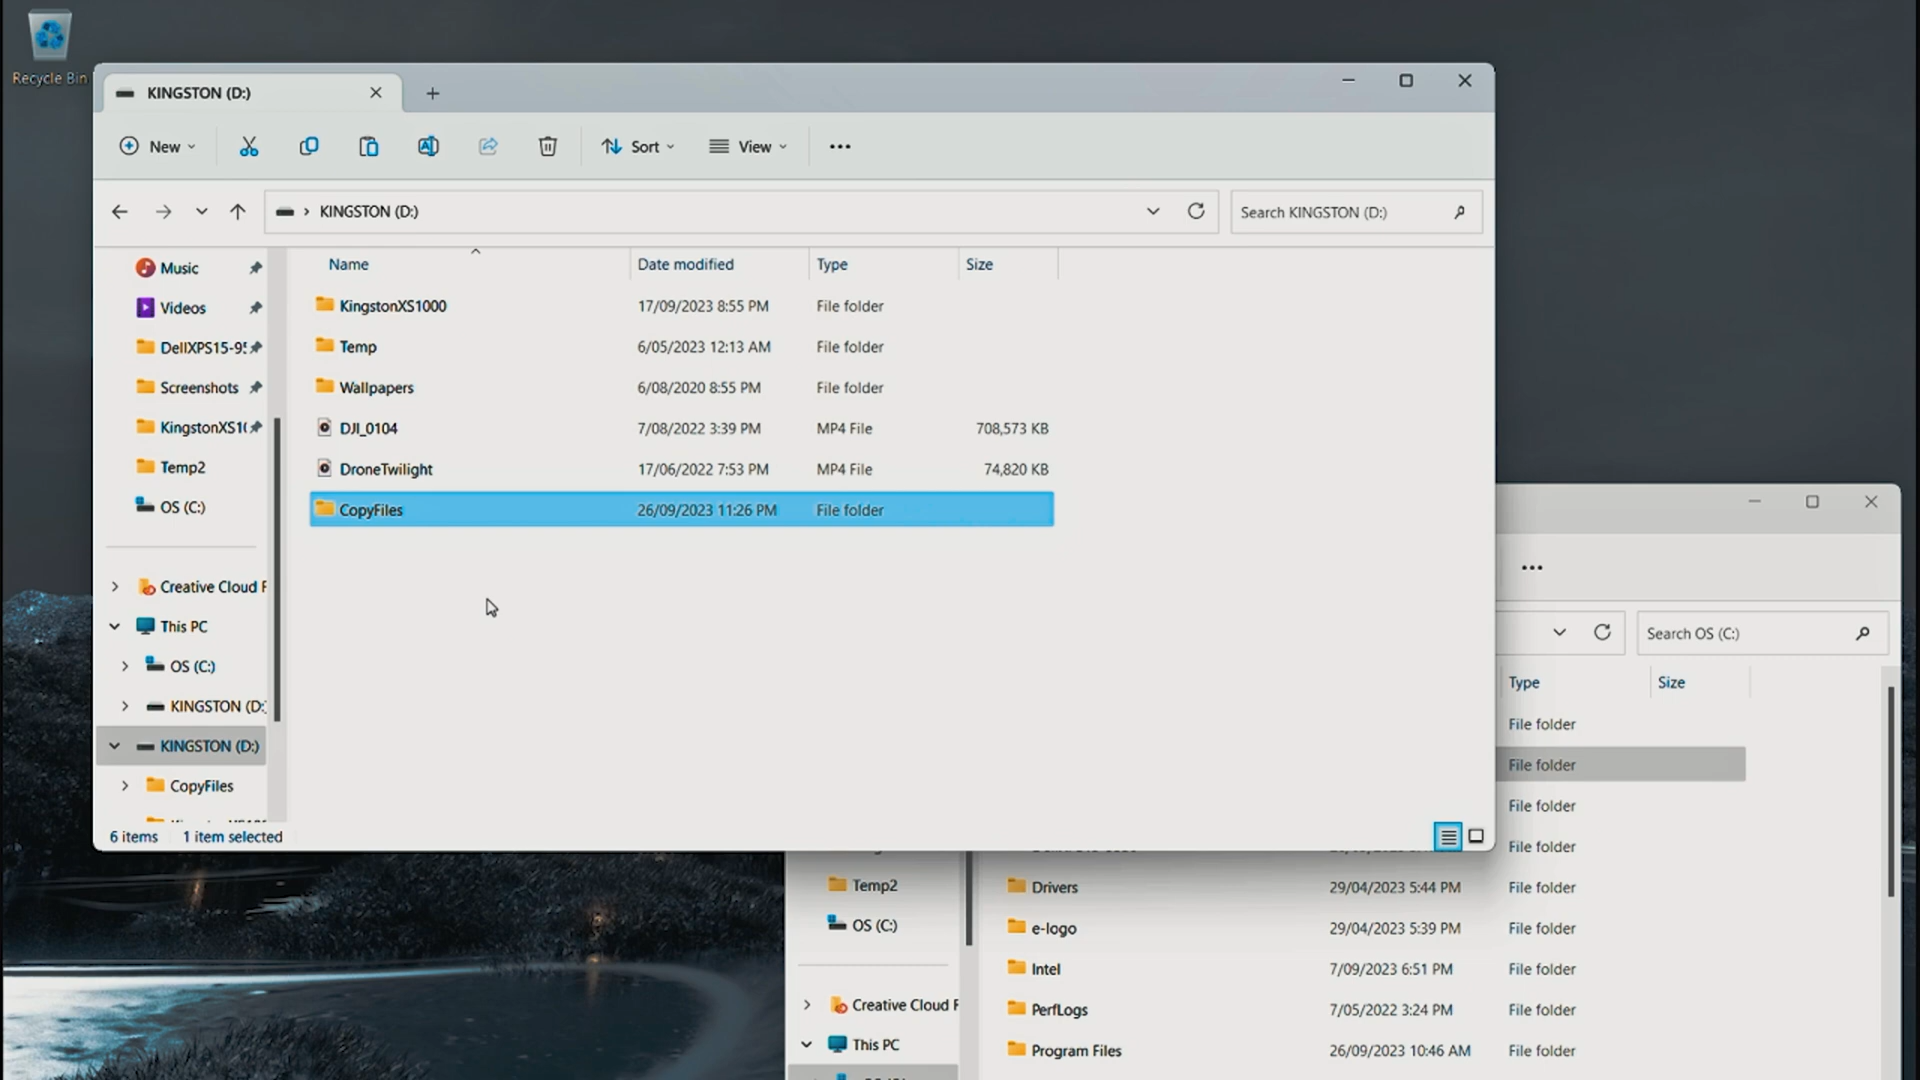 Recycle Bin
KINGSTON (D:)
New
Sort
View
KINGSTON (D:)
Search KINGSTON (D:)
Name Date modified Type Size
Music
Videos
DellXPS15-95
Screenshots
KingstonXS1(
Temp2
OS (C:)
Creative Cloud F
This PC
OS (C:)
KINGSTON (D:)
KINGSTON (D:)
CopyFiles
KingstonXS1000 17/09/2023 8:55 PM File folder
Temp 6/05/2023 12:13 AM File folder
Wallpapers 6/08/2020 8:55 PM File folder
DJI_0104 7/08/2022 3:39 PM MP4 File 708,573 KB
DroneTwilight 17/06/2022 7:53 PM MP4 File 74,820 KB
CopyFiles 26/09/2023 11:26 PM File folder
6 items 1 item selected
Search OS (C:)
Type Size
File folder
File folder
File folder
File folder
Temp2
OS (C:)
Creative Cloud F
This PC
Drivers 29/04/2023 5:44 PM File folder
e-logo 29/04/2023 5:39 PM File folder
Intel 7/09/2023 6:51 PM File folder
PerfLogs 7/05/2022 3:24 PM File folder
Program Files 26/09/2023 10:46 AM File folder